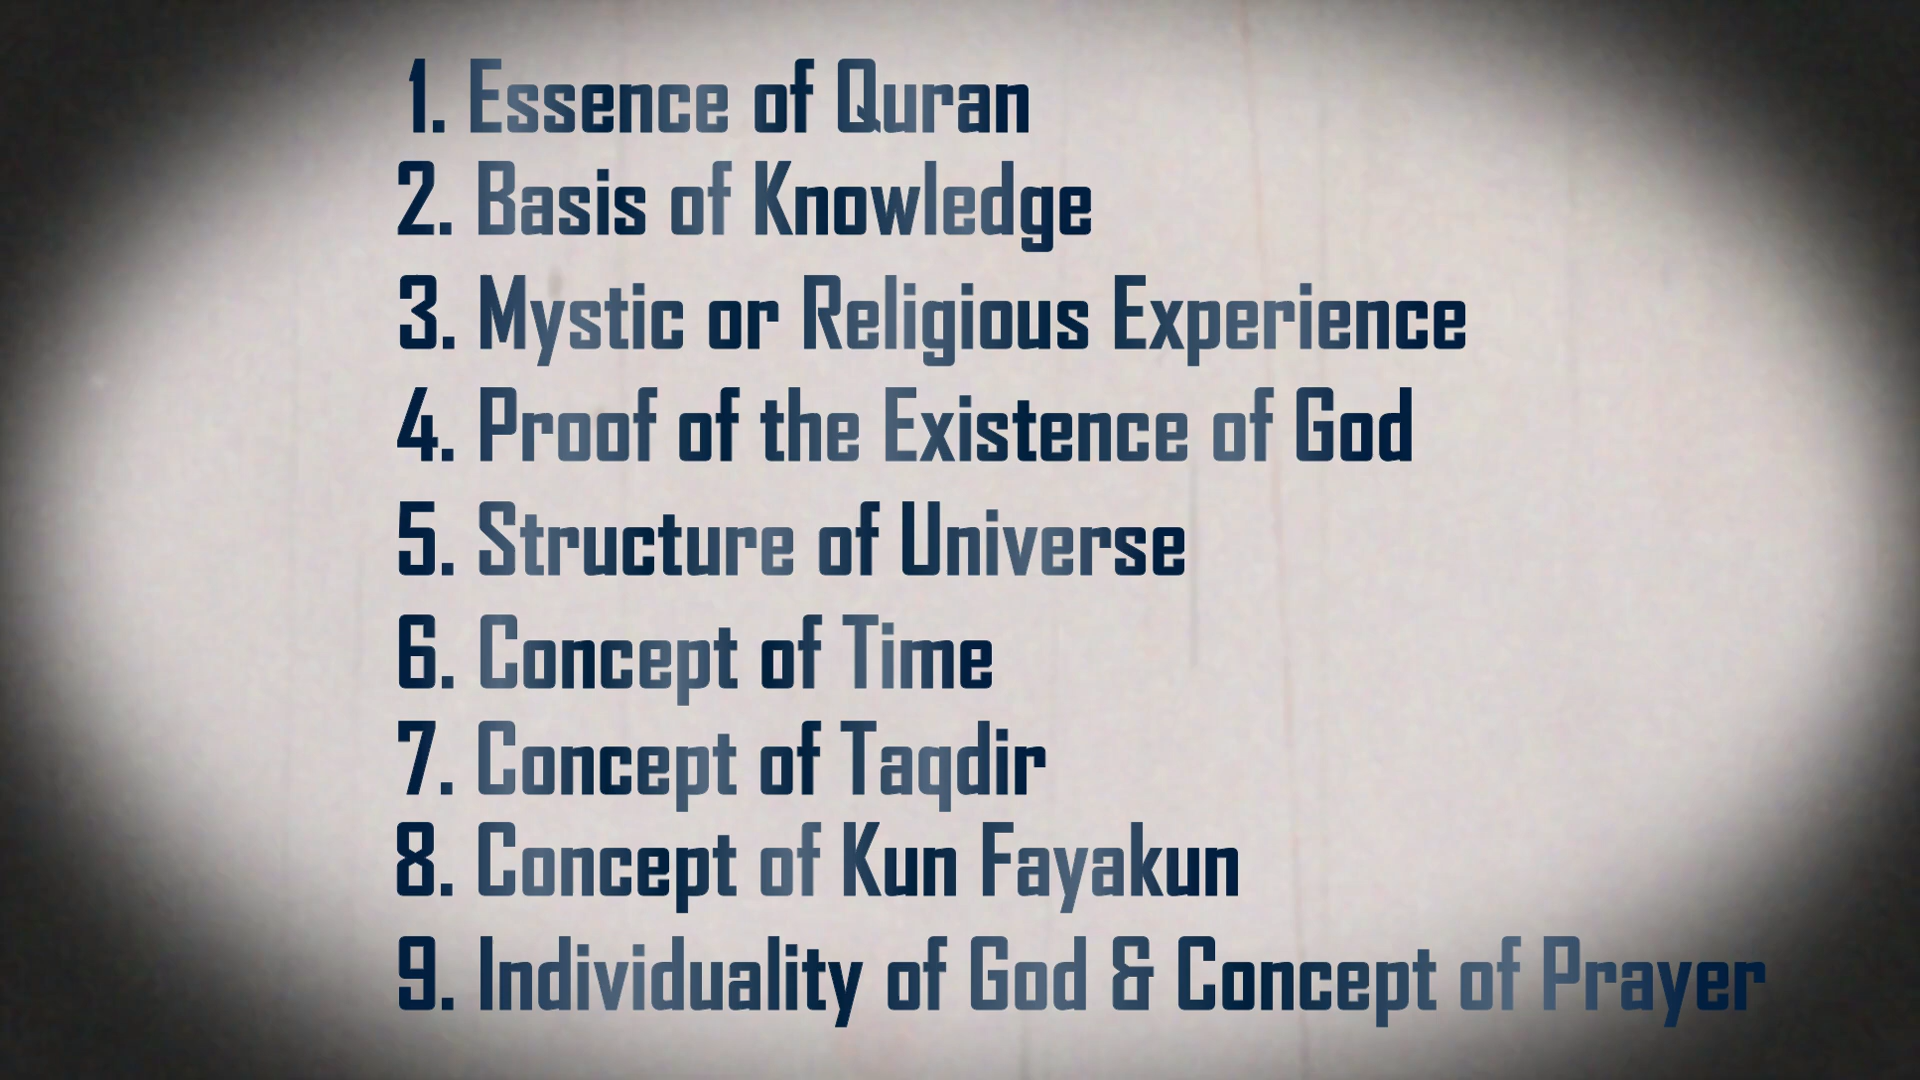 1. Essence of Quran
2. Basis of Knowledge
3. Mystic or Religious Experience
4. Proof of the Existence of God
5. Structure of Universe
6. Concept of Time
7. Concept of Taqdir
8. Concept of Kun Fayakun
9. Individuality of God & Concept of Prayer